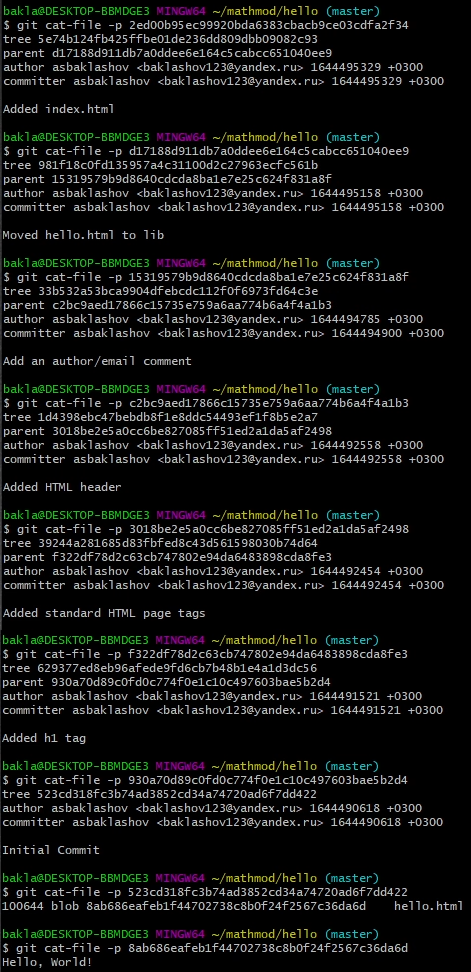 bakla@DESKTOP-BBMDGE3 MINGW64 ~/mathmod/hello (master)
$ git cat-file -p 2ed00b95ec99920bda6383cbacb9ce03cdfa2f34
tree 5e74b124fb425ffbe01de236dd809dbb09082c93
parent d17188d911db7a0ddee6e164c5cabcc651040ee9
author asbaklashov <baklashov123@yandex.ru> 1644495329 +0300
committer asbaklashov <baklashov123@yandex.ru> 1644495329 +0300
Added index.html
bakla@DESKTOP-BBMDGE3 MINGW64 ~/mathmod/hello (master)
$ git cat-file -p d17188d911db7a0ddee6e164c5cabcc651040ee9
tree 981f18c0fd135957a4c31100d2c27963ecfc561b
parent 15319579b9d8640cdcda8ba1e7e25c624f831a8f
author asbaklashov <baklashov123@yandex.ru> 1644495158 +0300
committer asbaklashov <baklashov123@yandex.ru> 1644495158 +0300
Moved hello.html to lib
bakla@DESKTOP-BBMDGE3 MINGW64 ~/mathmod/hello (master)
$ git cat-file -p 15319579b9d8640cdcda8ba1e7e25c624f831a8f
tree 33b532a53bca9904dfebcdc112f0f6973fd64c3e
parent c2bc9aed17866c15735e759a6aa774b6a4f4a1b3
author asbaklashov <baklashov123@yandex.ru> 1644494785 +0300
committer asbaklashov <baklashov123@yandex.ru> 1644494900 +0300
Add an author/email comment
bakla@DESKTOP-BBMDGE3 MINGW64 ~/mathmod/hello (master)
$ git cat-file -p c2bc9aed17866c15735e759a6aa774b6a4f4a1b3
tree 1d4398ebc47bebdb8f1e8ddc54493ef1f8b5e2a7
parent 3018be2e5a0cc6be827085ff51ed2a1da5af2498
author asbaklashov <baklashov123@yandex.ru> 1644492558 +0300
committer asbaklashov <baklashov123@yandex.ru> 1644492558 +0300
Added HTML header
bakla@DESKTOP-BBMDGE3 MINGW64 ~/mathmod/hello (master)
$ git cat-file -p 3018be2e5a0cc6be827085ff51ed2a1da5af2498
tree 39244a281685d83fbfed8c43d561598030b74d64
parent f322df78d2c63cb747802e94da6483898cda8fe3
author asbaklashov <baklashov123@yandex.ru> 1644492454 +0300
committer asbaklashov <baklashov123@yandex.ru> 1644492454 +0300
Added standard HTML page tags
bakla@DESKTOP-BBMDGE3 MINGW64 ~/mathmod/hello (master)
$ git cat-file -p f322df78d2c63cb747802e94da6483898cda8fe3
tree 629377ed8eb96afede9fd6cb7b48b1e4a1d3dc56
parent 930a70d89c0fd0c774f0e1c10c497603bae5b2d4
author asbaklashov <baklashov123@yandex.ru> 1644491521 +0300
committer asbaklashov <baklashov123@yandex.ru> 1644491521 +0300
Added h1 tag
bakla@DESKTOP-BBMDGE3 MINGW64 ~/mathmod/hello (master)
$ git cat-file -p 930a70d89c0fd0c774f0e1c10c497603bae5b2d4
tree 523cd318fc3b74ad3852cd34a74720ad6f7dd422
author asbaklashov <baklashov123@yandex.ru> 1644490618 +0300
committer asbaklashov <baklashov123@yandex.ru> 1644490618 +0300
Initial Commit
bakla@DESKTOP-BBMDGE3 MINGW64 ~/mathmod/hello (master)
$ git cat-file -p 523cd318fc3b74ad3852cd34a74720ad6f7dd422
100644 blob 8ab686eafeb1f44702738c8b0f24f2567c36da6d    hello.html
bakla@DESKTOP-BBMDGE3 MINGW64 ~/mathmod/hello (master)
$ git cat-file -p 8ab686eafeb1f44702738c8b0f24f2567c36da6d
Hello, World!